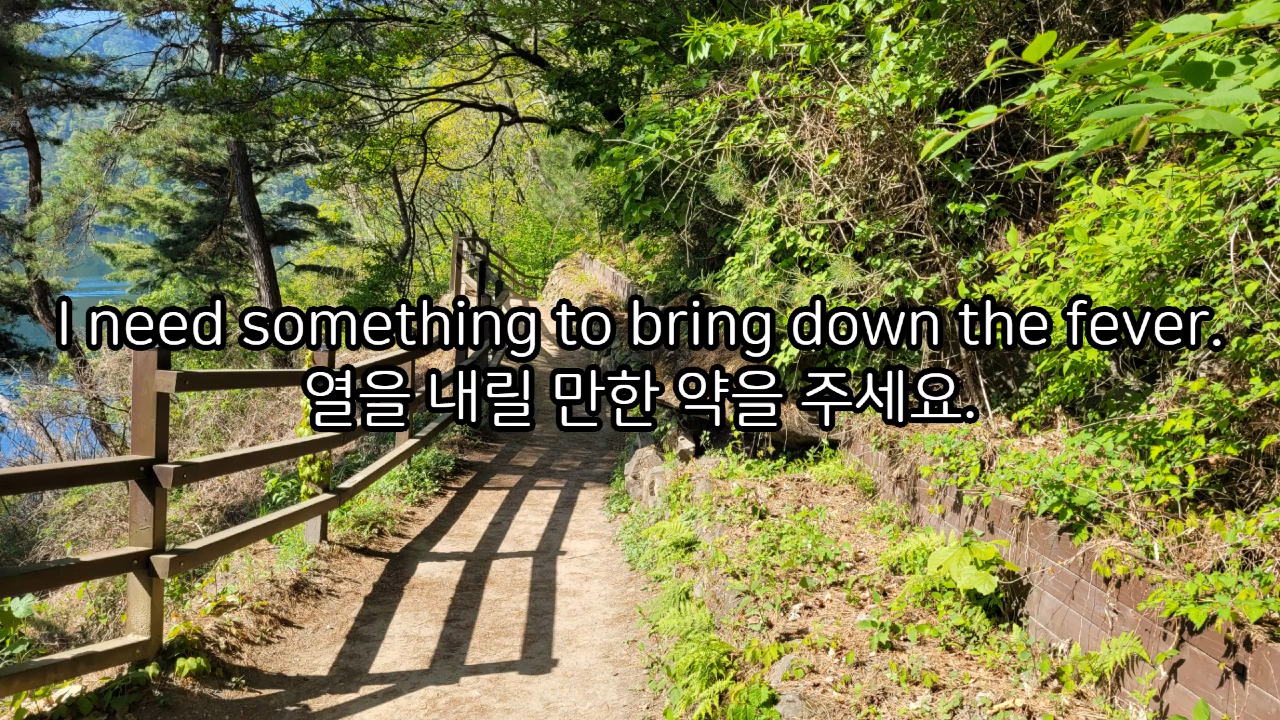 I need something to bring down the fever.
열을 내릴 만한 약을 주세요.